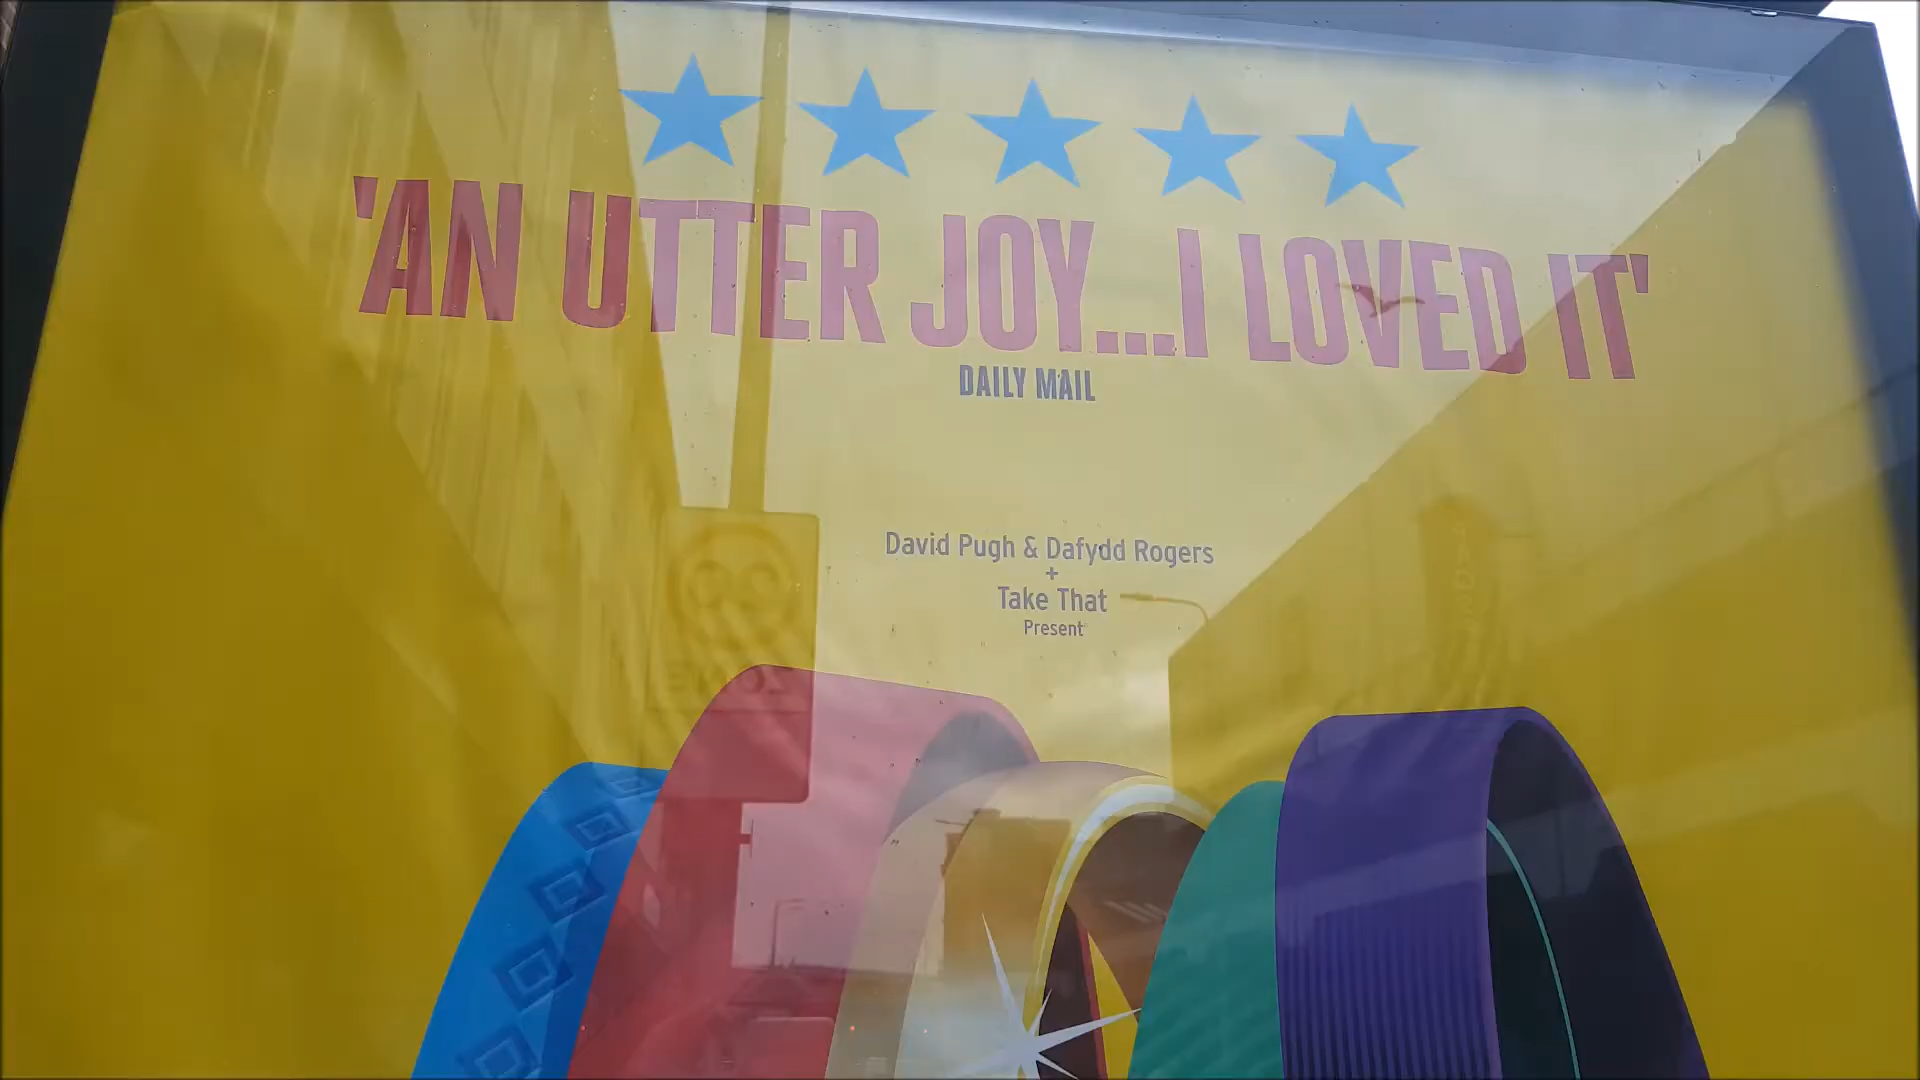 'AN UTTER JOY...I LOVED IT'
DAILY MAIL
David Pugh & Dafydd Rogers
+
Take That
Present